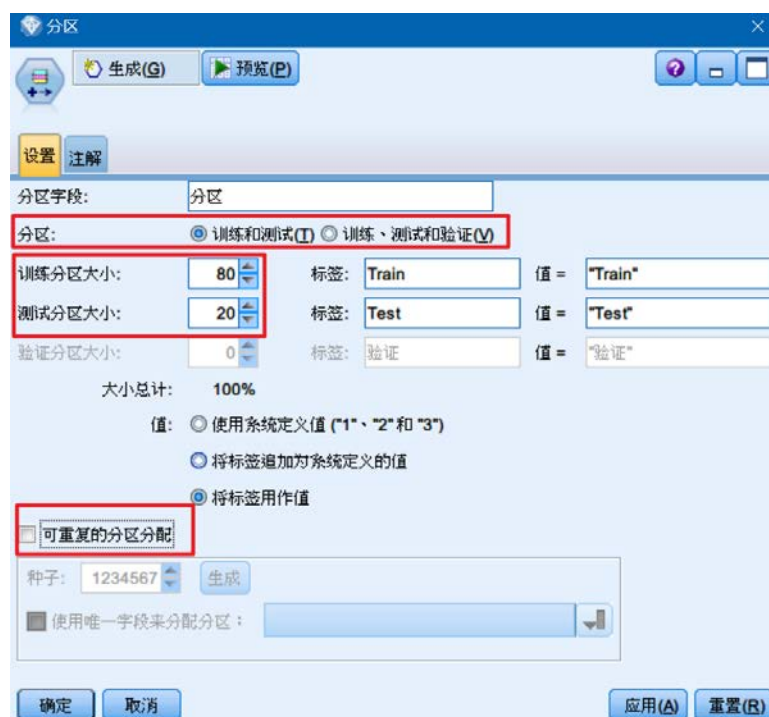 分区
生成(G) 预览(P)
设置 注解
分区字段: 分区
分区: 训练和测试(T) 训练、测试和验证(V)
训练分区大小: 80 标签: Train 值 = "Train"
测试分区大小: 20 标签: Test 值 = "Test"
验证分区大小: 0 标签: 验证 值 = "验证"
大小总计: 100%
值: 使用系统定义值 ("1"、"2" 和 "3")
将标签追加为系统定义的值
将标签用作值
可重复的分区分配
种子: 1234567 生成
使用唯一字段来分配分区:
确定 取消 应用(A) 重置(R)